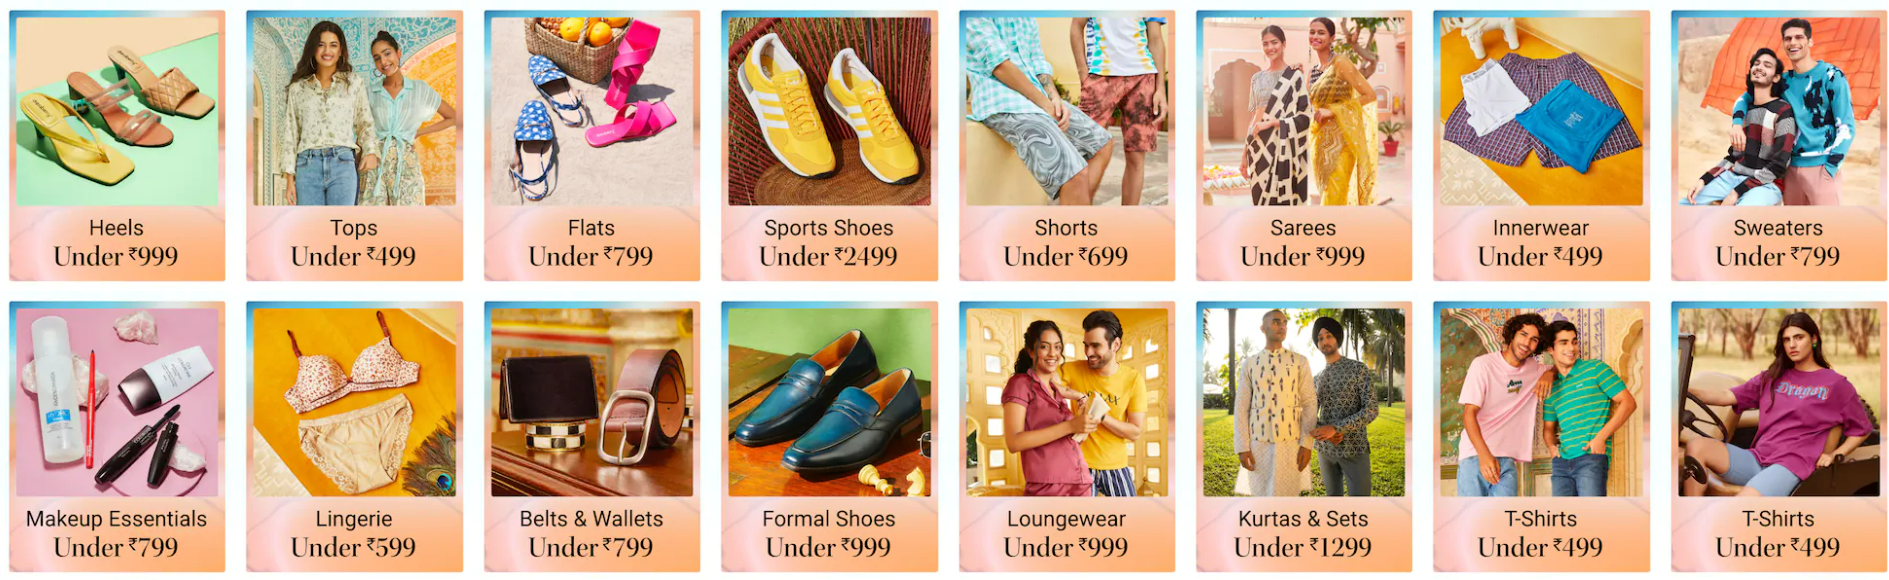 Heels
Under ₹999
Tops
Under ₹499
Flats
Under ₹799
Sports Shoes
Under ₹2499
Shorts
Under ₹699
Sarees
Under ₹999
Innerwear
Under ₹499
Sweaters
Under ₹799
Makeup Essentials
Under ₹799
Lingerie
Under ₹599
Belts & Wallets
Under ₹799
Formal Shoes
Under ₹999
Loungewear
Under ₹999
Kurtas & Sets
Under ₹1299
T-Shirts
Under ₹499
Dragon
T-Shirts
Under ₹499